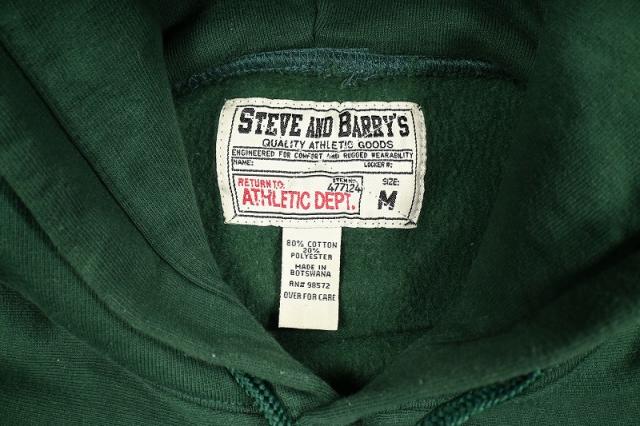 STEVE AND BARRY'S
QUALITY ATHLETIC GOODS
ENGINEERED FOR COMFORT AND RUGGED WEARABILITY
NAME: LOCKER #:
RETURN TO: ITEM NO. SIZE:
477124
ATHLETIC DEPT. M
80% COTTON
20%
POLYESTER
MADE IN
BOTSWANA
RN# 98572
OVER FOR CARE